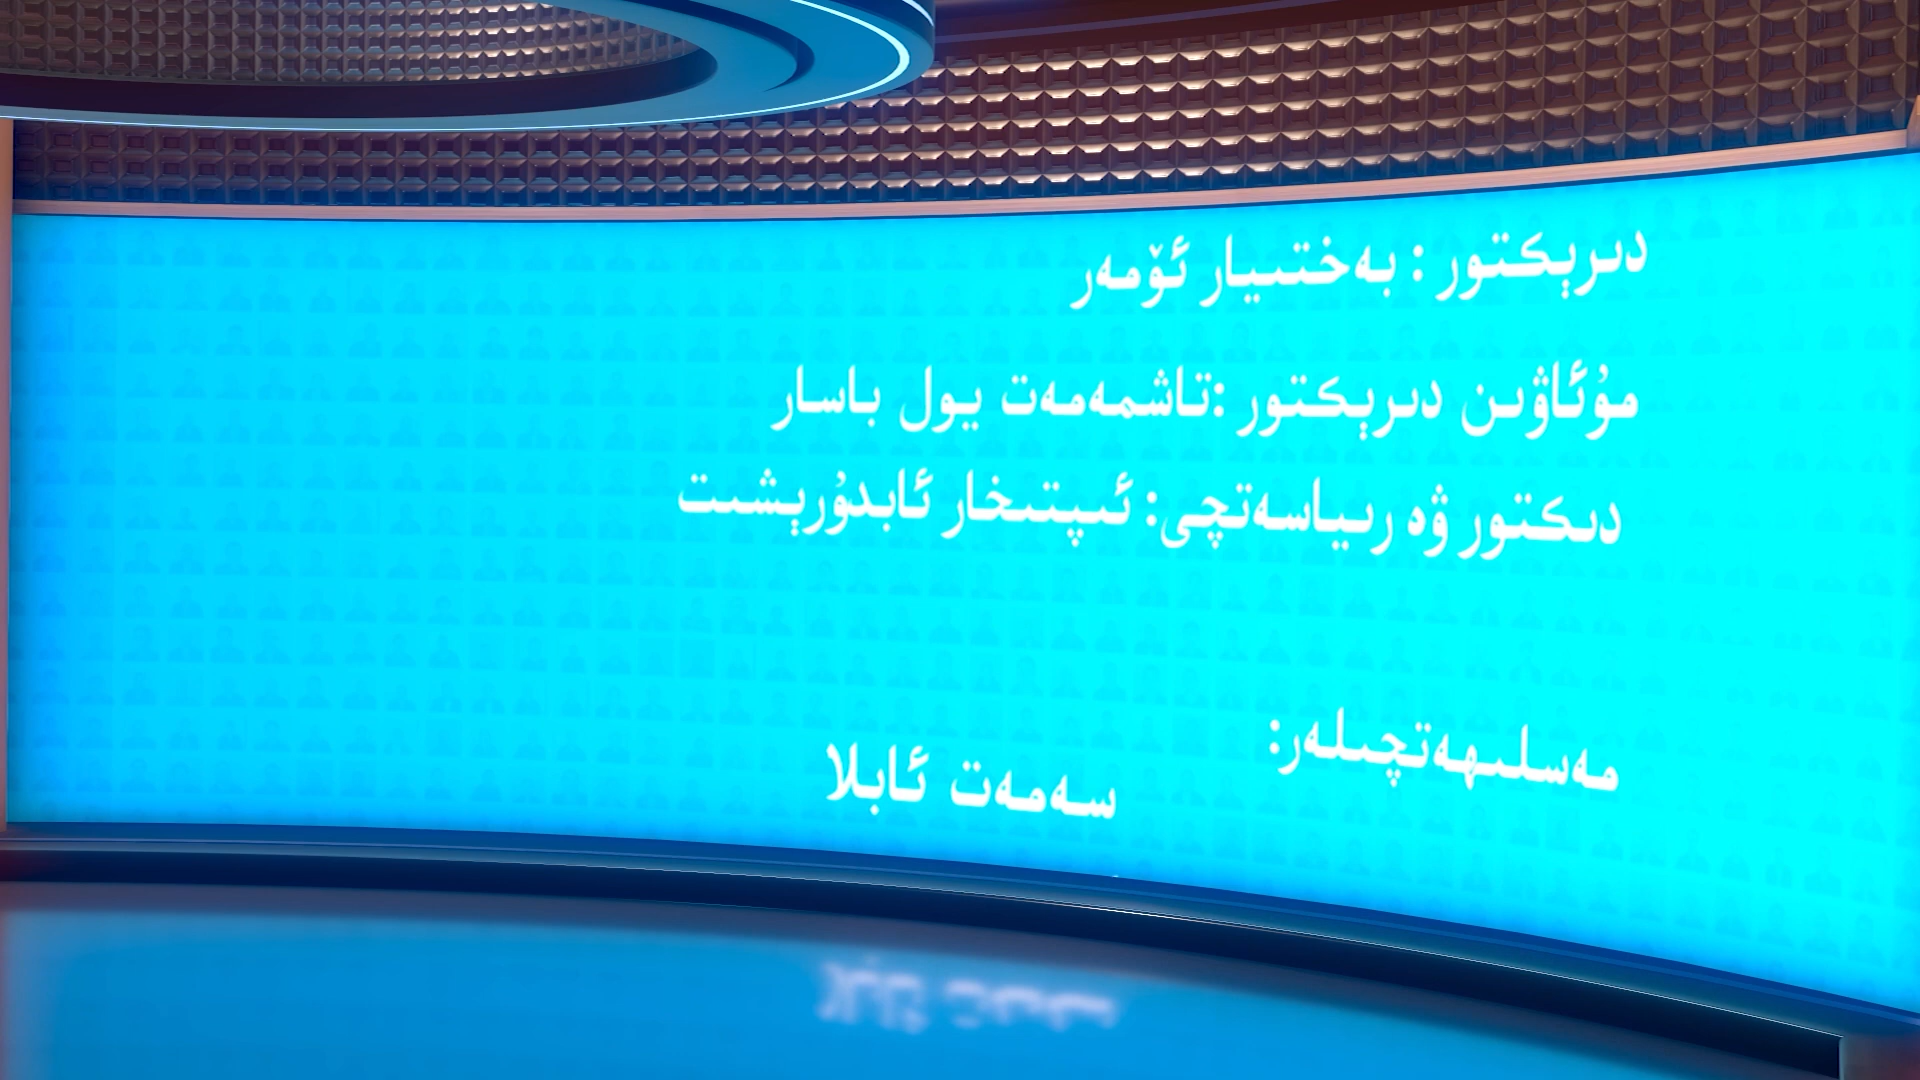 دىرېكتور : بەختىيار ئۆمەر
مۇئاۋىن دىرېكتور :تاشمەمەت يول باسار
دىكتور ۋە رىياسەتچى: ئىپتىخار ئابدۇرېشىت
مەسلىھەتچىلەر:
سەمەت ئابلا